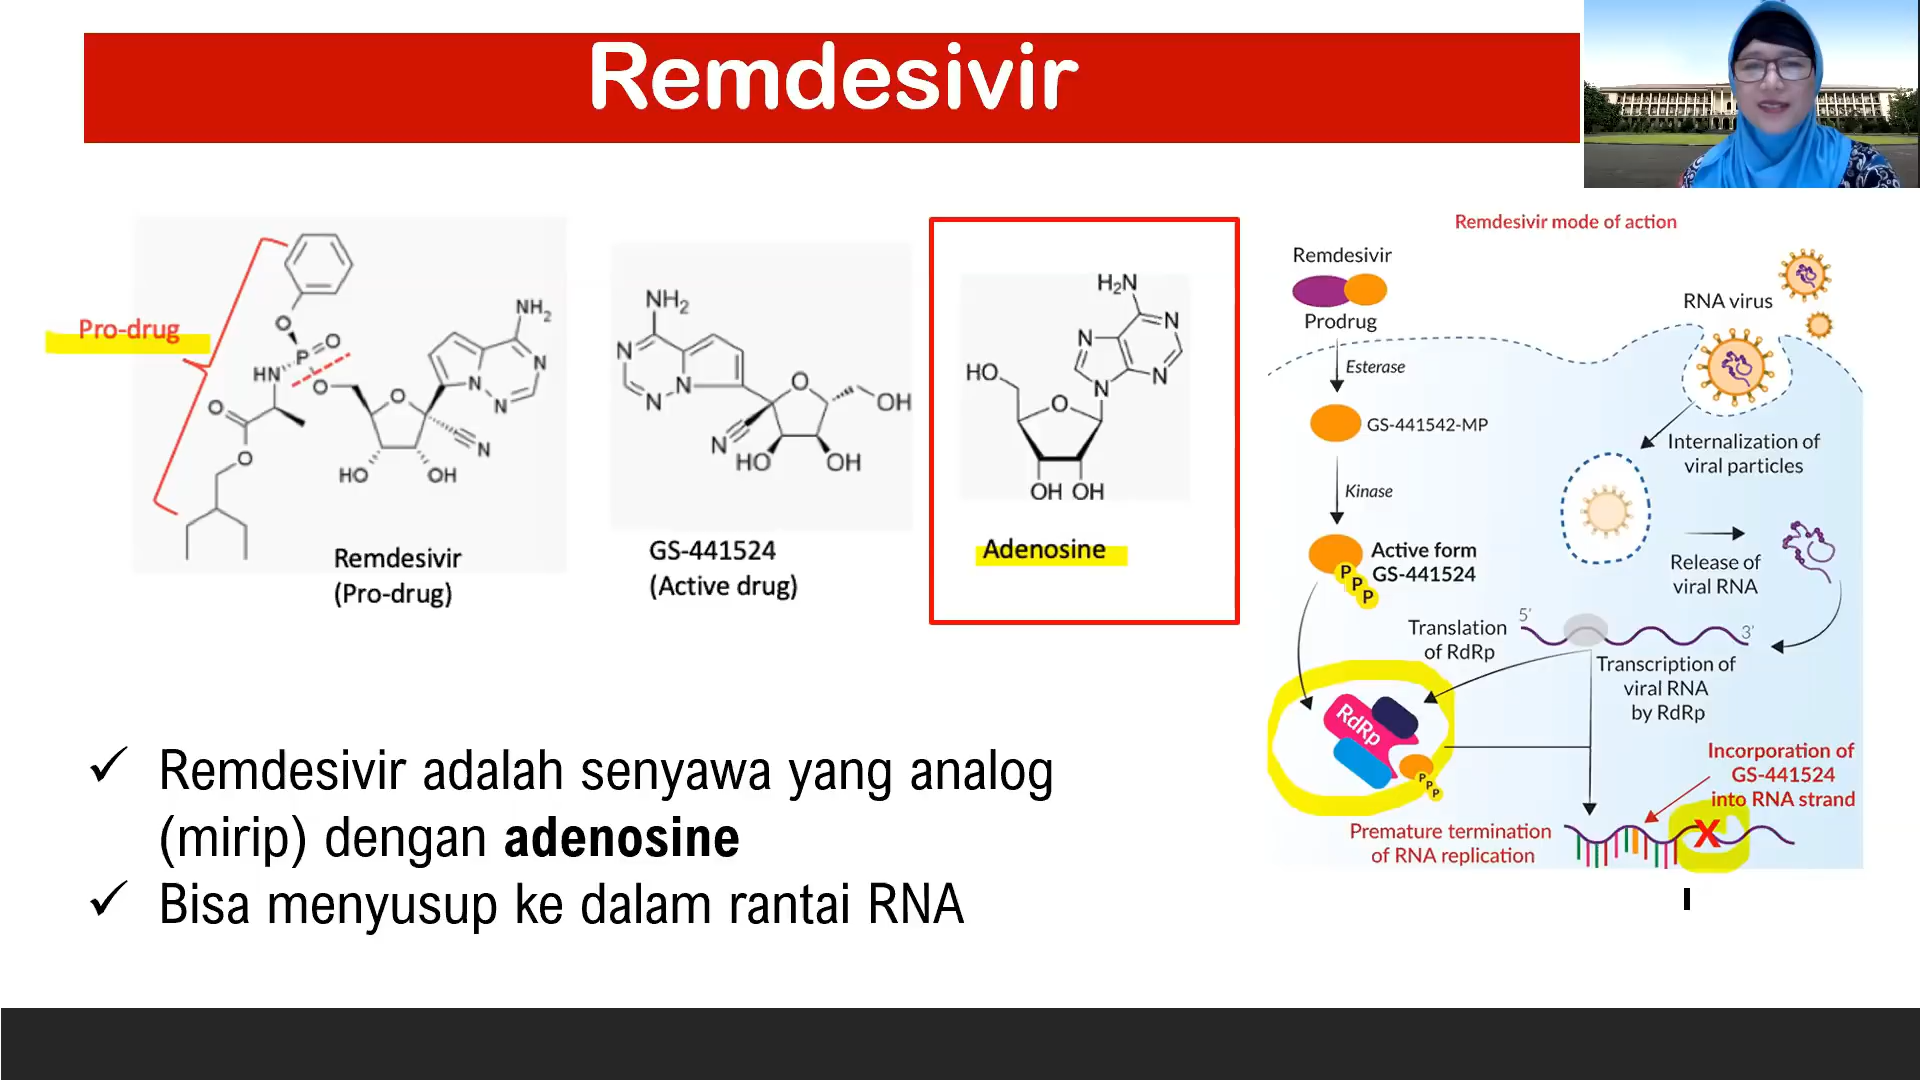 Remdesivir
Pro-drug
O
P
O
HN
O
O
O
O
NH2
N
N
N
N
HO
OH
Remdesivir
(Pro-drug)
NH2
N
N
N
O
OH
N
HO
OH
GS-441524
(Active drug)
H2N
N
N
N
N
HO
O
OH OH
Adenosine
Remdesivir mode of action
Remdesivir
Prodrug
Esterase
GS-441542-MP
Kinase
Active form
GS-441524
P
P
P
RNA virus
Internalization of
viral particles
Release of
viral RNA
5'
3'
Translation
of RdRp
Transcription of
viral RNA
by RdRp
RdRp
P
P
P
Incorporation of
GS-441524
into RNA strand
Premature termination
of RNA replication
X
✓ Remdesivir adalah senyawa yang analog
(mirip) dengan adenosine
✓ Bisa menyusup ke dalam rantai RNA